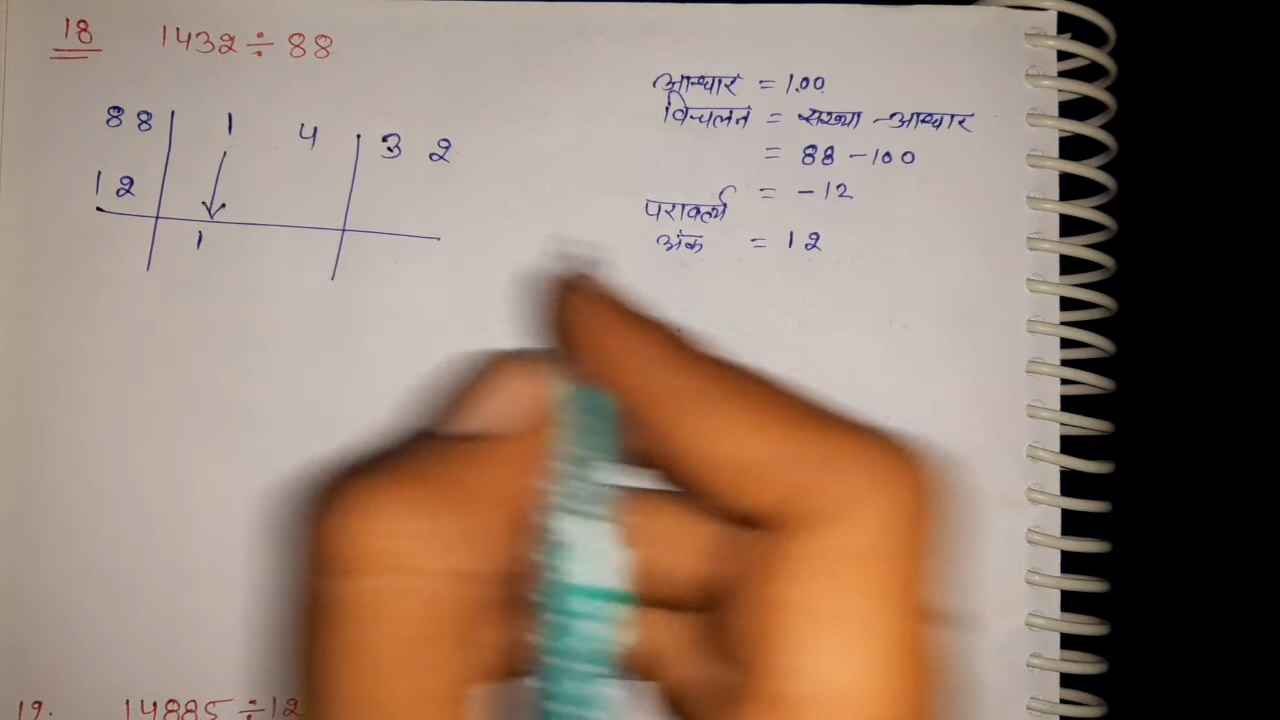 18 1432 ÷ 88
88 1 4 3 2
12
1
आधार = 100
विचलन = संख्या - आधार
= 88 - 100
= - 12
परावर्त्य
अंक = 12
19. 14885 ÷ 12